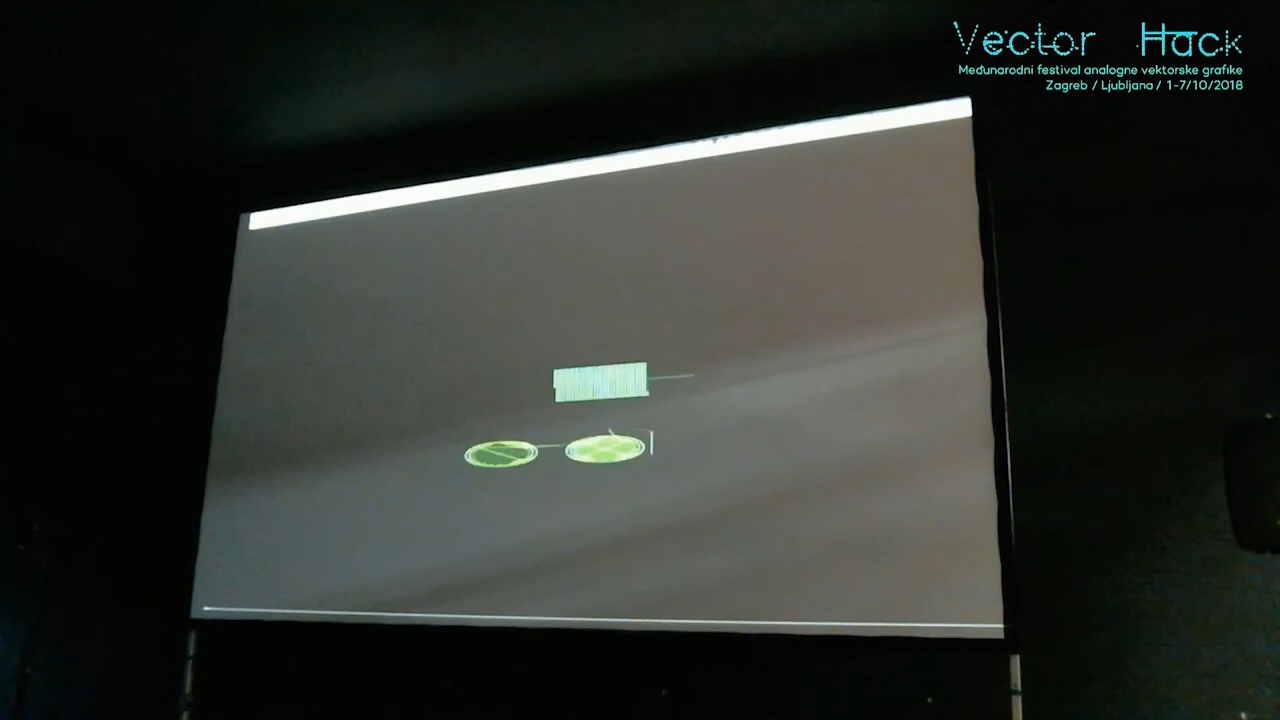 Vector Hack
Međunarodni festival analogne vektorske grafike
Zagreb / Ljubljana / 1-7/10/2018